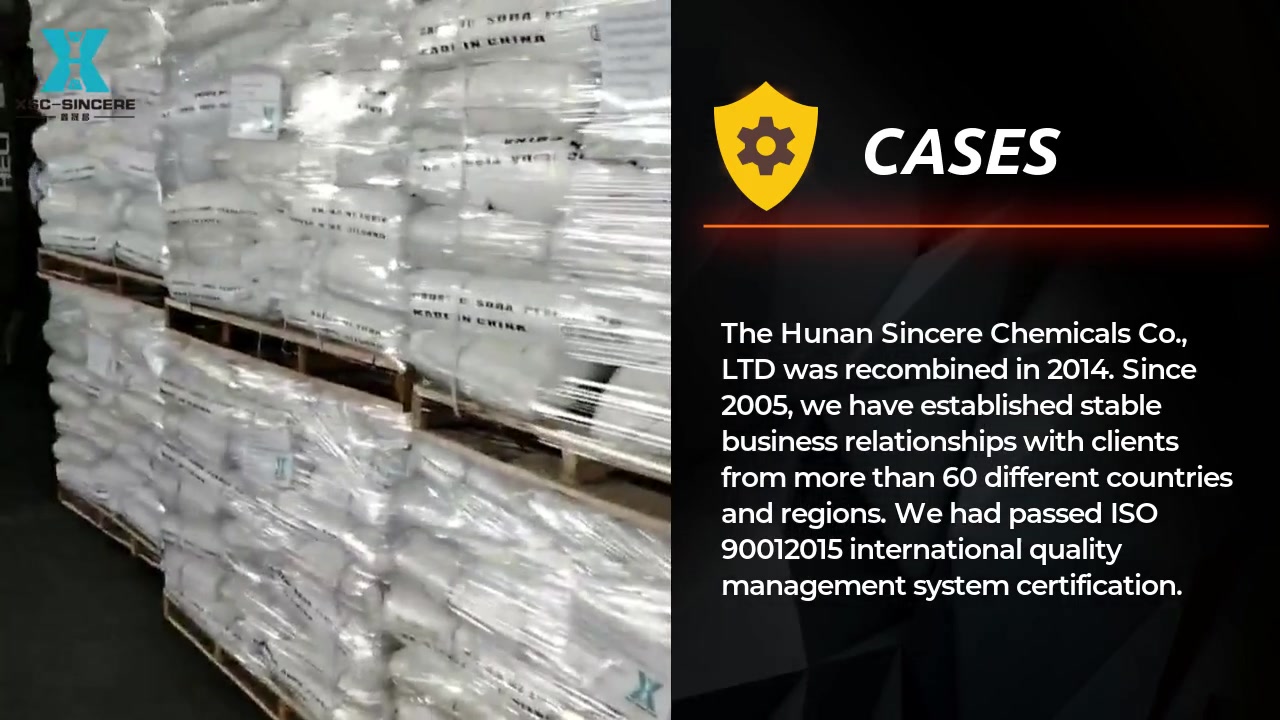 XSC-SINCERE
CASES
The Hunan Sincere Chemicals Co.,
LTD was recombined in 2014. Since
2005, we have established stable
business relationships with clients
from more than 60 different countries
and regions. We had passed ISO
90012015 international quality
management system certification.
SODA
MADE IN CHINA
SODA
MADE IN CHINA